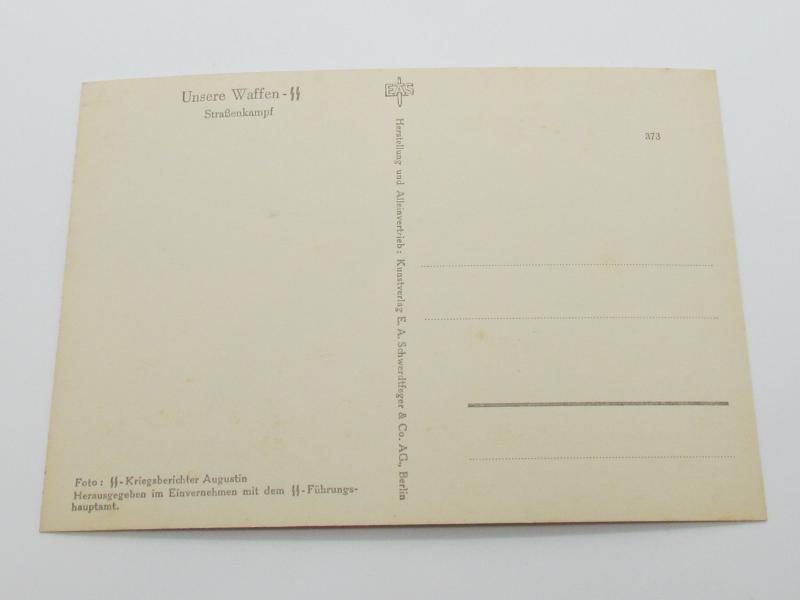 Unsere Waffen-ᛋᛋ
Straßenkampf
EAS
Herstellung und Alleinvertrieb: Kunstverlag E. A. Schwerdtfeger & Co. AG., Berlin
373
Foto: ᛋᛋ-Kriegsberichter Augustin
Herausgegeben im Einvernehmen mit dem ᛋᛋ-Führungs-
hauptamt.